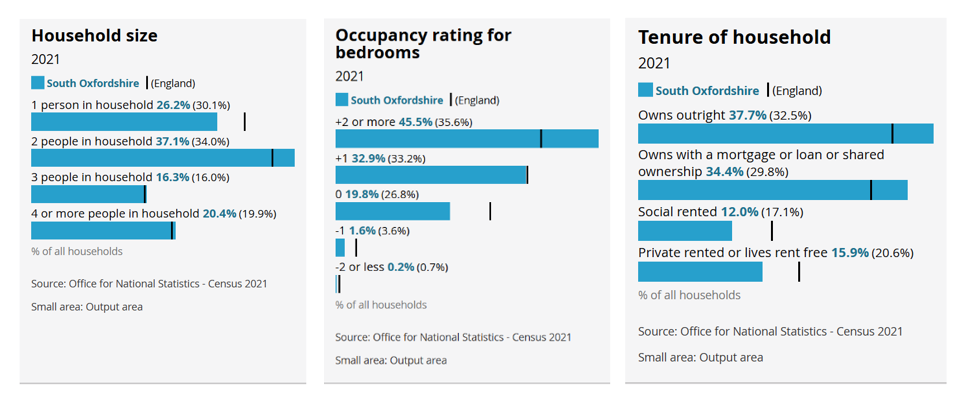 Household size
2021
South Oxfordshire (England)
1 person in household 26.2% (30.1%)
2 people in household 37.1% (34.0%)
3 people in household 16.3% (16.0%)
4 or more people in household 20.4% (19.9%)
% of all households
Source: Office for National Statistics - Census 2021
Small area: Output area
Occupancy rating for
bedrooms
2021
South Oxfordshire (England)
+2 or more 45.5% (35.6%)
+1 32.9% (33.2%)
0 19.8% (26.8%)
-1 1.6% (3.6%)
-2 or less 0.2% (0.7%)
% of all households
Source: Office for National Statistics - Census 2021
Small area: Output area
Tenure of household
2021
South Oxfordshire (England)
Owns outright 37.7% (32.5%)
Owns with a mortgage or loan or shared
ownership 34.4% (29.8%)
Social rented 12.0% (17.1%)
Private rented or lives rent free 15.9% (20.6%)
% of all households
Source: Office for National Statistics - Census 2021
Small area: Output area